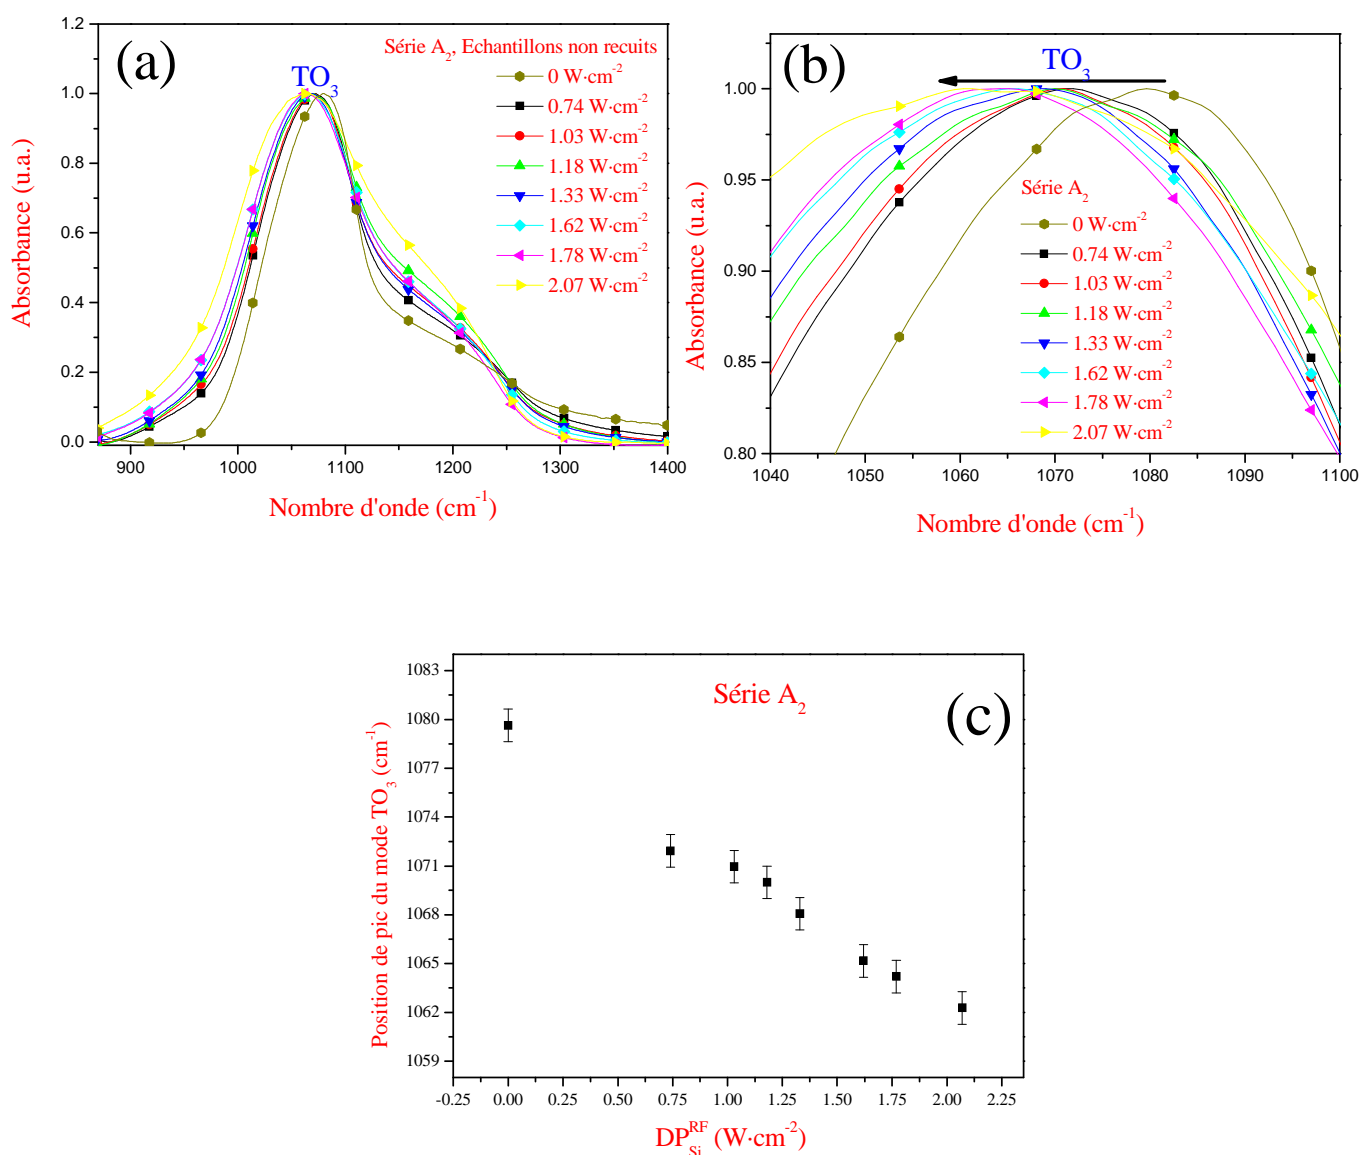 (a)
Série A2, Echantillons non recuits
TO3
0 W·cm-2
0.74 W·cm-2
1.03 W·cm-2
1.18 W·cm-2
1.33 W·cm-2
1.62 W·cm-2
1.78 W·cm-2
2.07 W·cm-2
1.2
1.0
0.8
0.6
0.4
0.2
0.0
Absorbance (u.a.)
900 1000 1100 1200 1300 1400
Nombre d'onde (cm-1)
(b)
TO3
Série A2
0 W·cm-2
0.74 W·cm-2
1.03 W·cm-2
1.18 W·cm-2
1.33 W·cm-2
1.62 W·cm-2
1.78 W·cm-2
2.07 W·cm-2
1.00
0.95
0.90
0.85
0.80
Absorbance (u.a.)
1040 1050 1060 1070 1080 1090 1100
Nombre d'onde (cm-1)
Série A2
(c)
1083
1080
1077
1074
1071
1068
1065
1062
1059
Position de pic du mode TO3 (cm-1)
-0.25 0.00 0.25 0.50 0.75 1.00 1.25 1.50 1.75 2.00 2.25
DPSiRF (W·cm-2)